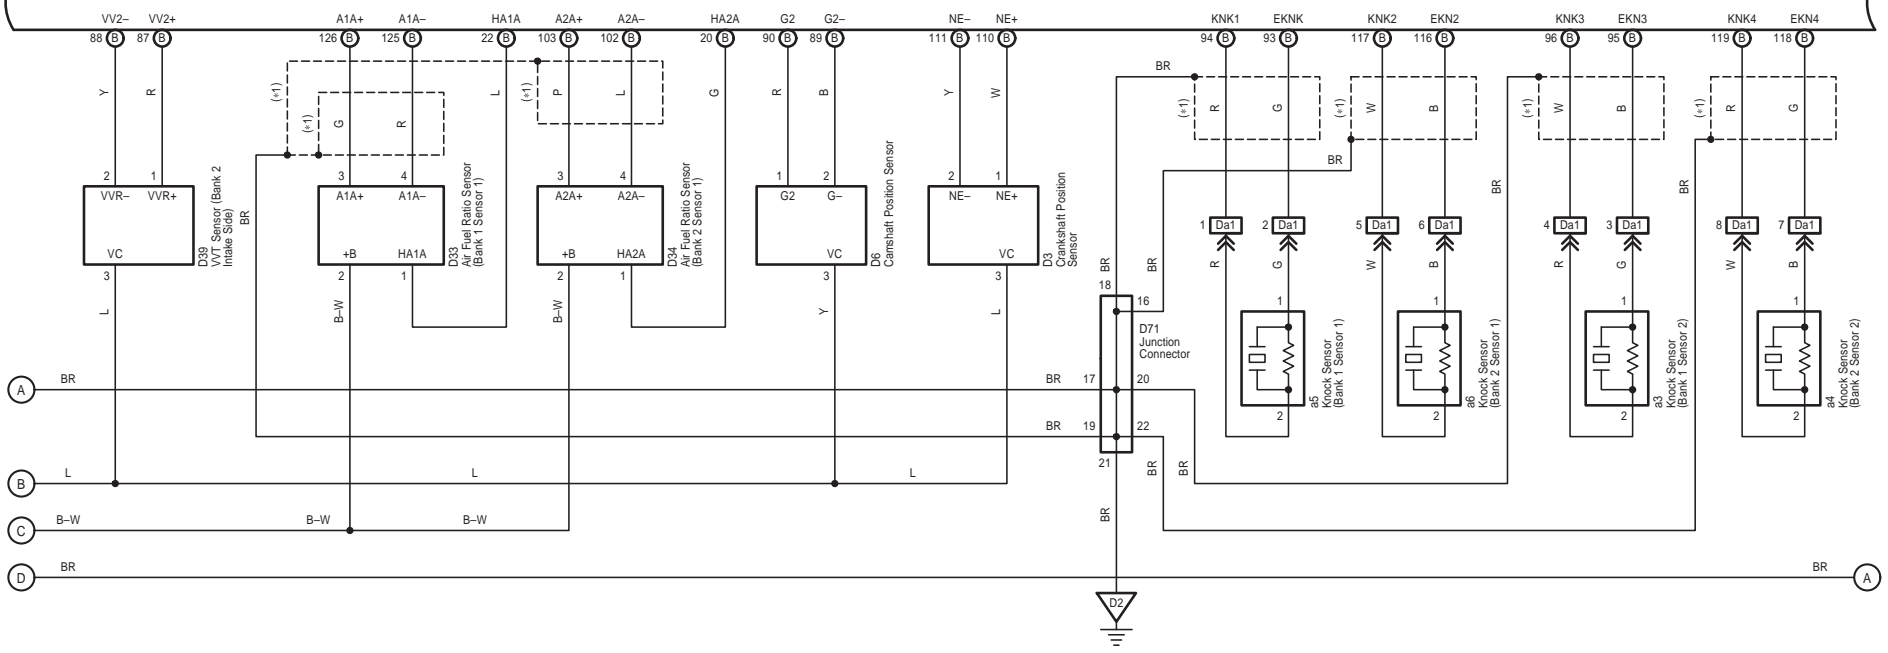 VV2– VV2+ A1A+ A1A– HA1A A2A+ A2A– HA2A G2 G2– NE– NE+ KNK1 EKNK KNK2 EKN2 KNK3 EKN3 KNK4 EKN4
88 B 87 B 126 B 125 B 22 B 103 B 102 B 20 B 90 B 89 B 111 B 110 B 94 B 93 B 117 B 116 B 96 B 95 B 119 B 118 B
BR
Y R (*1) (*1) G R L (*1) P L G R B Y W (*1) R G (*1) W B (*1) W B (*1) R G
BR BR BR
2 1 3 4 3 4 1 2 2 1
VVR– VVR+ A1A+ A1A– A2A+ A2A– G2 G– NE– NE+
BR
1 Da1 2 Da1 5 Da1 6 Da1 4 Da1 3 Da1 8 Da1 7 Da1
VC +B HA1A +B HA2A VC VC
D39
VVT Sensor (Bank 2
Intake Side)
D33
Air Fuel Ratio Sensor
(Bank 1 Sensor 1)
D34
Air Fuel Ratio Sensor
(Bank 2 Sensor 1)
D6
Camshaft Position Sensor
D3
Crankshaft Position
Sensor
BR BR R G W B R G W B
3 2 1 2 1 3 3
18
L B–W B–W Y L
16
D71
Junction
Connector
1 1 1 1
a5
Knock Sensor
(Bank 1 Sensor 1)
a6
Knock Sensor
(Bank 2 Sensor 1)
a3
Knock Sensor
(Bank 1 Sensor 2)
a4
Knock Sensor
(Bank 2 Sensor 2)
2 2 2 2
A BR BR 17 20
BR 19 22
21
BR BR
B L L L
C B–W B–W B–W
BR
D BR BR A
D2